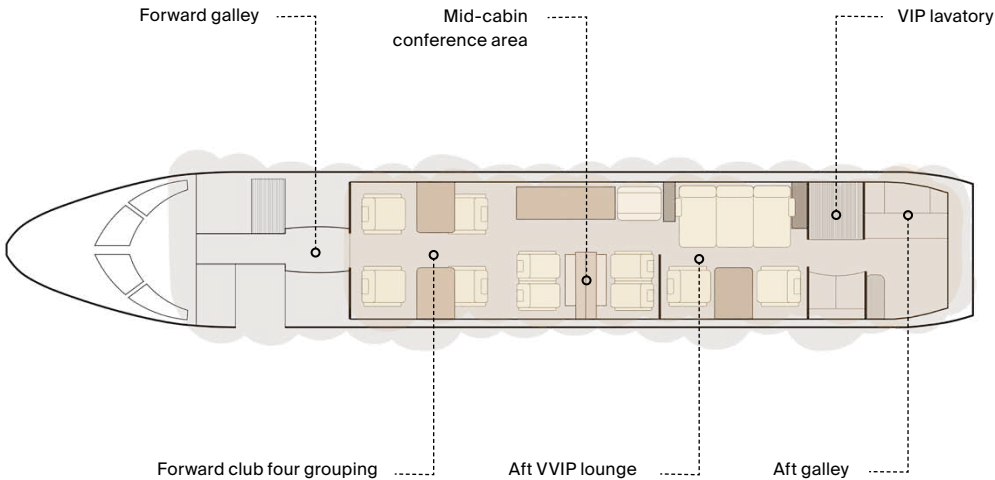 Forward galley
Mid-cabin
conference area
VIP lavatory
Forward club four grouping
Aft VVIP lounge
Aft galley